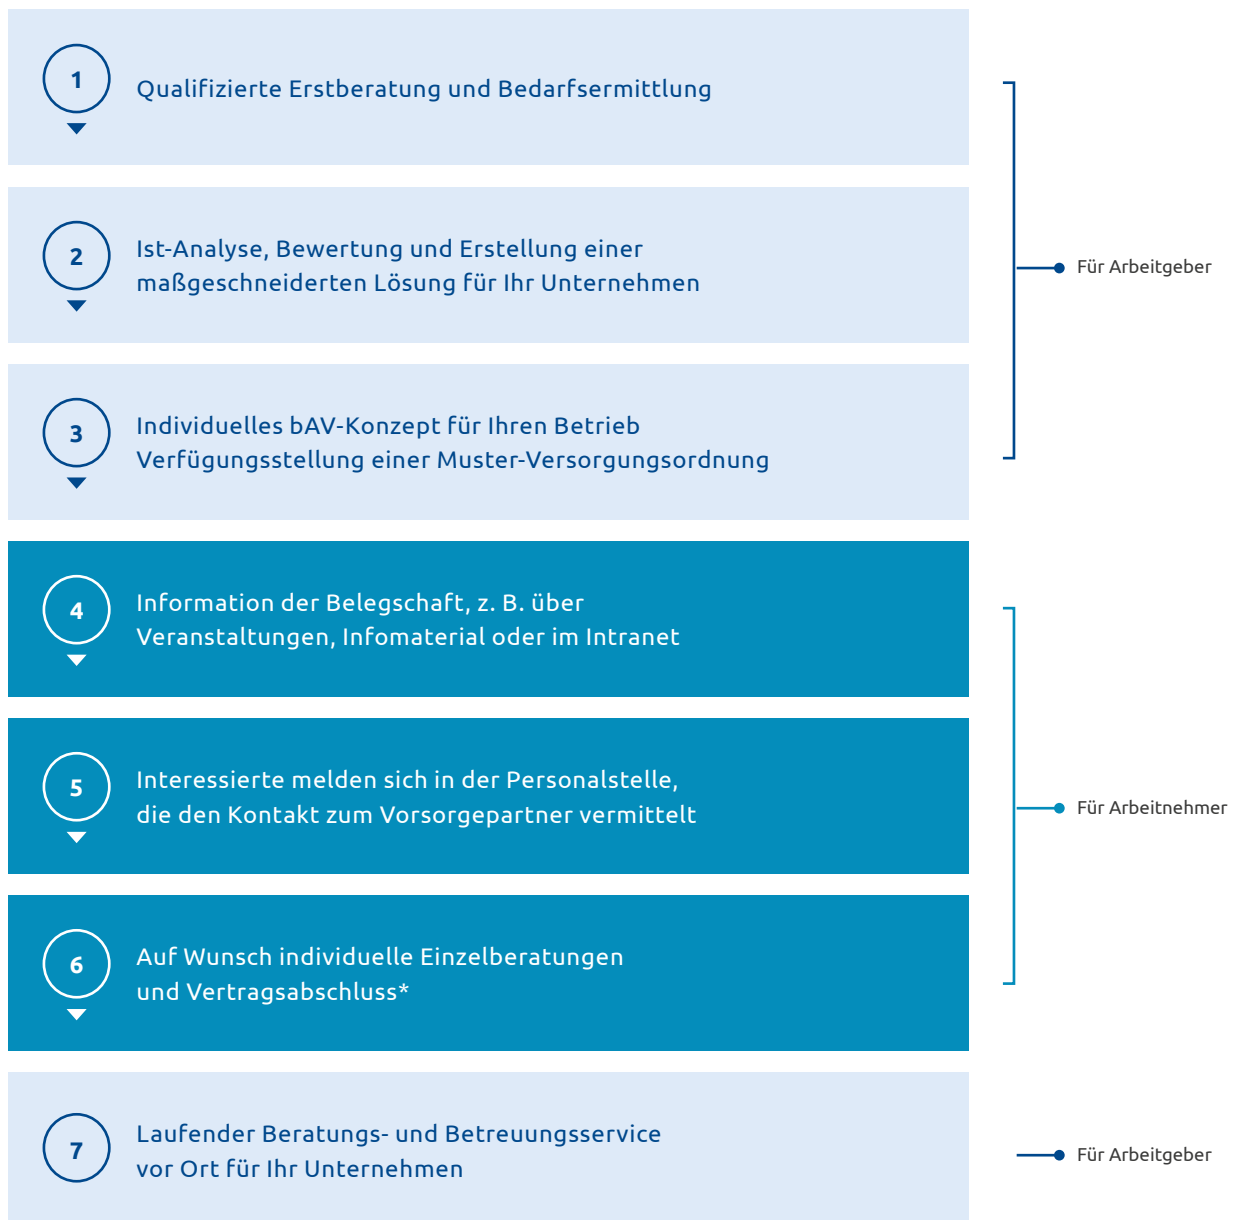 1
Qualifizierte Erstberatung und Bedarfsermittlung
2
Ist-Analyse, Bewertung und Erstellung einer
maßgeschneiderten Lösung für Ihr Unternehmen
Für Arbeitgeber
3
Individuelles bAV-Konzept für Ihren Betrieb
Verfügungsstellung einer Muster-Versorgungsordnung
4
Information der Belegschaft, z. B. über
Veranstaltungen, Infomaterial oder im Intranet
5
Interessierte melden sich in der Personalstelle,
die den Kontakt zum Vorsorgepartner vermittelt
Für Arbeitnehmer
6
Auf Wunsch individuelle Einzelberatungen
und Vertragsabschluss*
7
Laufender Beratungs- und Betreuungsservice
vor Ort für Ihr Unternehmen
Für Arbeitgeber